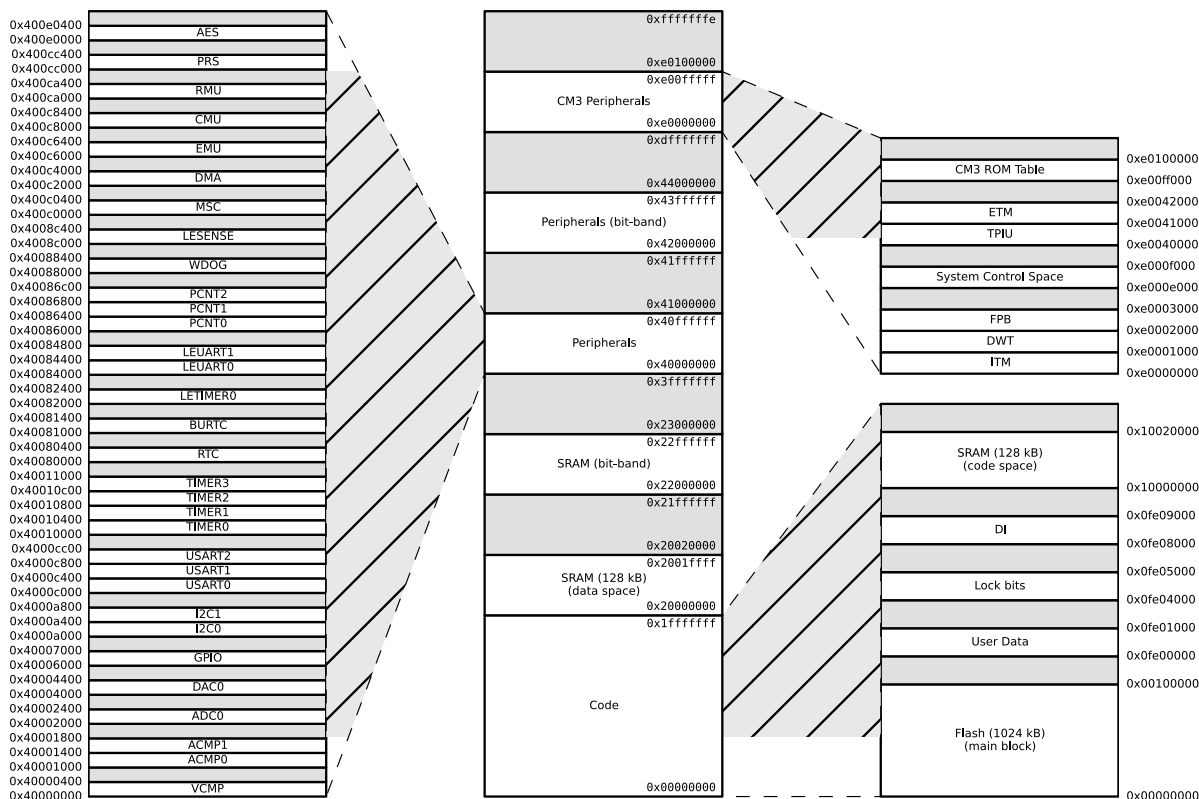 0x400e0400
AES
0x400e0000
0x400cc400
PRS
0x400cc000
0x400ca400
RMU
0x400ca000
0x400c8400
CMU
0x400c8000
0x400c6400
EMU
0x400c6000
0x400c4000
DMA
0x400c2000
0x400c0400
MSC
0x400c0000
0x4008c400
LESENSE
0x4008c000
0x40088400
WDOG
0x40088000
0x40086c00
PCNT2
0x40086800
PCNT1
0x40086400
PCNT0
0x40086000
0x40084800
LEUART1
0x40084400
LEUART0
0x40084000
0x40082400
LETIMER0
0x40082000
0x40081400
BURTC
0x40081000
0x40080400
RTC
0x40080000
0x40011000
TIMER3
0x40010c00
TIMER2
0x40010800
TIMER1
0x40010400
TIMER0
0x40010000
0x4000cc00
USART2
0x4000c800
USART1
0x4000c400
USART0
0x4000c000
0x4000a800
I2C1
0x4000a400
I2C0
0x4000a000
0x40007000
GPIO
0x40006000
0x40004400
DAC0
0x40004000
0x40002400
ADC0
0x40002000
0x40001800
ACMP1
0x40001400
ACMP0
0x40001000
0x40000400
VCMP
0x40000000
0xfffffffe
0xe0100000
0xe00fffff
CM3 Peripherals
0xe0000000
0xdfffffff
0x44000000
0x43ffffff
Peripherals (bit-band)
0x42000000
0x41ffffff
0x41000000
0x40ffffff
Peripherals
0x40000000
0x3fffffff
0x23000000
0x22ffffff
SRAM (bit-band)
0x22000000
0x21ffffff
0x20020000
0x2001ffff
SRAM (128 kB)
(data space)
0x20000000
0x1fffffff
Code
0x00000000
0xe0100000
CM3 ROM Table
0xe00ff000
0xe0042000
ETM
0xe0041000
TPIU
0xe0040000
0xe000f000
System Control Space
0xe000e000
0xe0003000
FPB
0xe0002000
DWT
0xe0001000
ITM
0xe0000000
0x10020000
SRAM (128 kB)
(code space)
0x10000000
0x0fe09000
DI
0x0fe08000
0x0fe05000
Lock bits
0x0fe04000
0x0fe01000
User Data
0x0fe00000
0x00100000
Flash (1024 kB)
(main block)
0x00000000